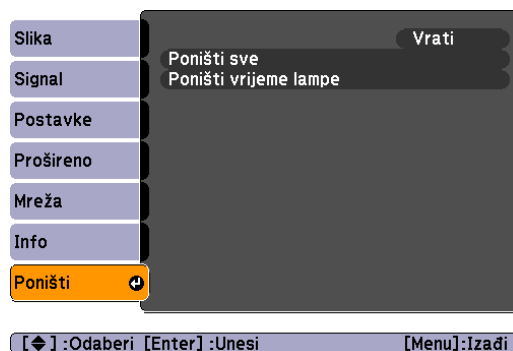 Slika
Signal
Postavke
Prošireno
Mreža
Info
Poništi
Vrati
Poništi sve
Poništi vrijeme lampe
[◆] :Odaberi [Enter] :Unesi [Menu]:Izađi